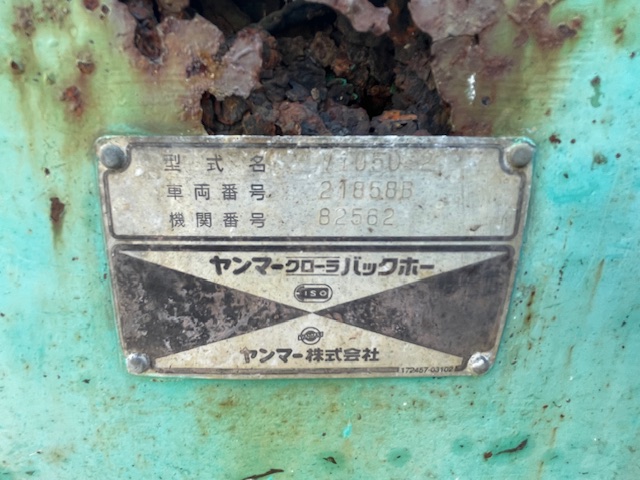 型式名
車両番号 21858B
機関番号 82562
ヤンマークローラバックホー
ISO
ヤンマー株式会社